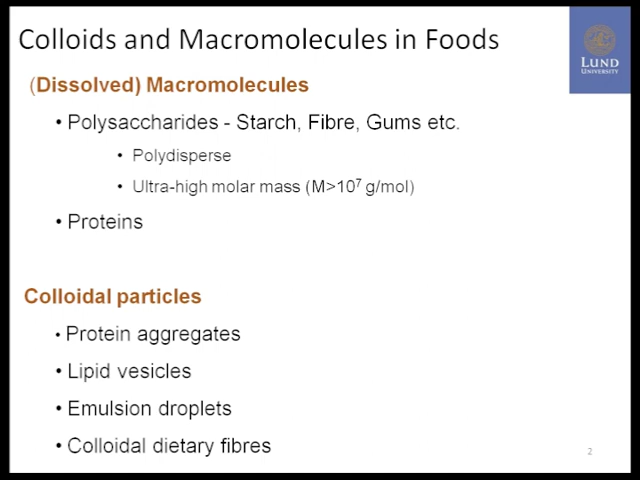 Colloids and Macromolecules in Foods
LUND
UNIVERSITY
(Dissolved) Macromolecules
• Polysaccharides - Starch, Fibre, Gums etc.
• Polydisperse
• Ultra-high molar mass (M>10⁷ g/mol)
• Proteins
Colloidal particles
• Protein aggregates
• Lipid vesicles
• Emulsion droplets
• Colloidal dietary fibres
2